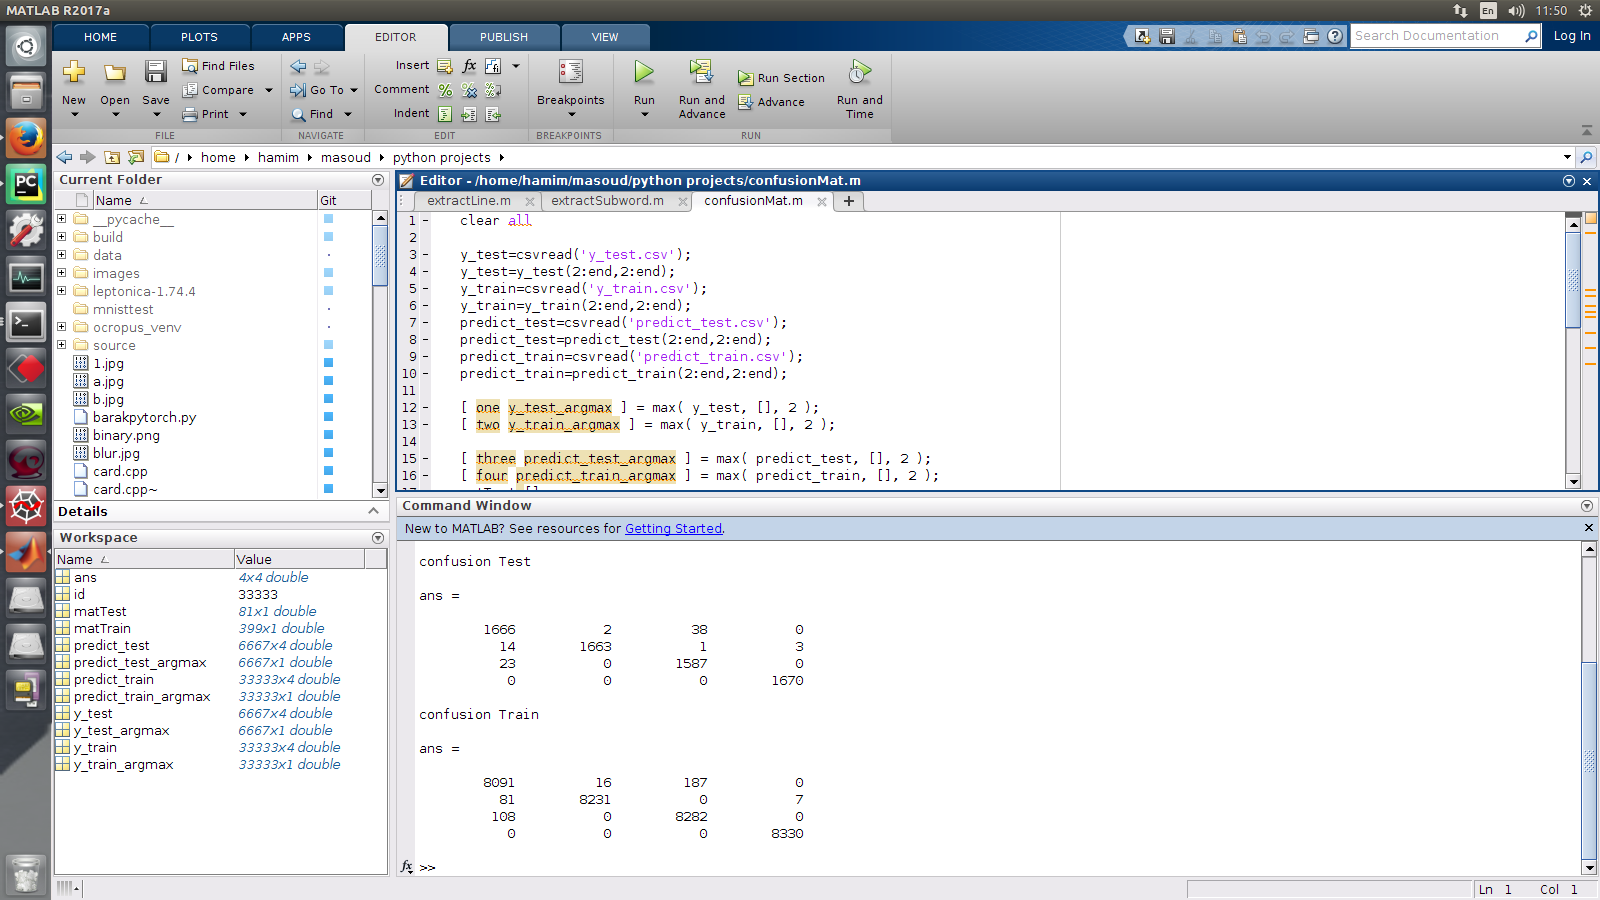 MATLAB R2017a
En
11:50
HOME
PLOTS
APPS
EDITOR
PUBLISH
VIEW
Search Documentation
Log In
New
Open
Save
Find Files
Compare
Print
FILE
Go To
Find
NAVIGATE
Insert
fx
Comment
Indent
EDIT
Breakpoints
BREAKPOINTS
Run
Run and Advance
Run Section
Advance
Run and Time
RUN
/ home hamim masoud python projects
Current Folder
Name Git
__pycache__
build
data
images
leptonica-1.74.4
mnisttest
ocropus_venv
source
1.jpg
a.jpg
b.jpg
barakpytorch.py
binary.png
blur.jpg
card.cpp
card.cpp~
Details
Workspace
Name Value
ans 4x4 double
id 33333
matTest 81x1 double
matTrain 399x1 double
predict_test 6667x4 double
predict_test_argmax 6667x1 double
predict_train 33333x4 double
predict_train_argmax 33333x1 double
y_test 6667x4 double
y_test_argmax 6667x1 double
y_train 33333x4 double
y_train_argmax 33333x1 double
Editor - /home/hamim/masoud/python projects/confusionMat.m
extractLine.m
extractSubword.m
confusionMat.m
1 - clear all
2
3 - y_test=csvread('y_test.csv');
4 - y_test=y_test(2:end,2:end);
5 - y_train=csvread('y_train.csv');
6 - y_train=y_train(2:end,2:end);
7 - predict_test=csvread('predict_test.csv');
8 - predict_test=predict_test(2:end,2:end);
9 - predict_train=csvread('predict_train.csv');
10 - predict_train=predict_train(2:end,2:end);
11
12 - [ one y_test_argmax ] = max( y_test, [], 2 );
13 - [ two y_train_argmax ] = max( y_train, [], 2 );
14
15 - [ three predict_test_argmax ] = max( predict_test, [], 2 );
16 - [ four predict_train_argmax ] = max( predict_train, [], 2 );
Command Window
New to MATLAB? See resources for Getting Started.
confusion Test
ans =
1666 2 38 0
14 1663 1 3
23 0 1587 0
0 0 0 1670
confusion Train
ans =
8091 16 187 0
81 8231 0 7
108 0 8282 0
0 0 0 8330
fx >>
Ln 1 Col 1